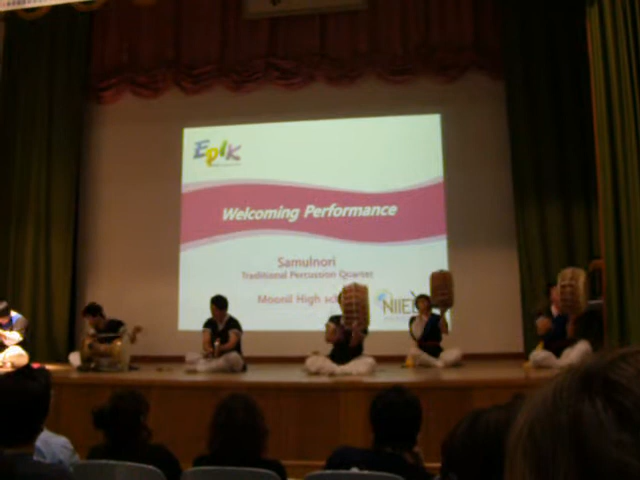 EPIK
Welcoming Performance
Samulnori
Traditional Percussion Quartet
Moonil High
NIIED